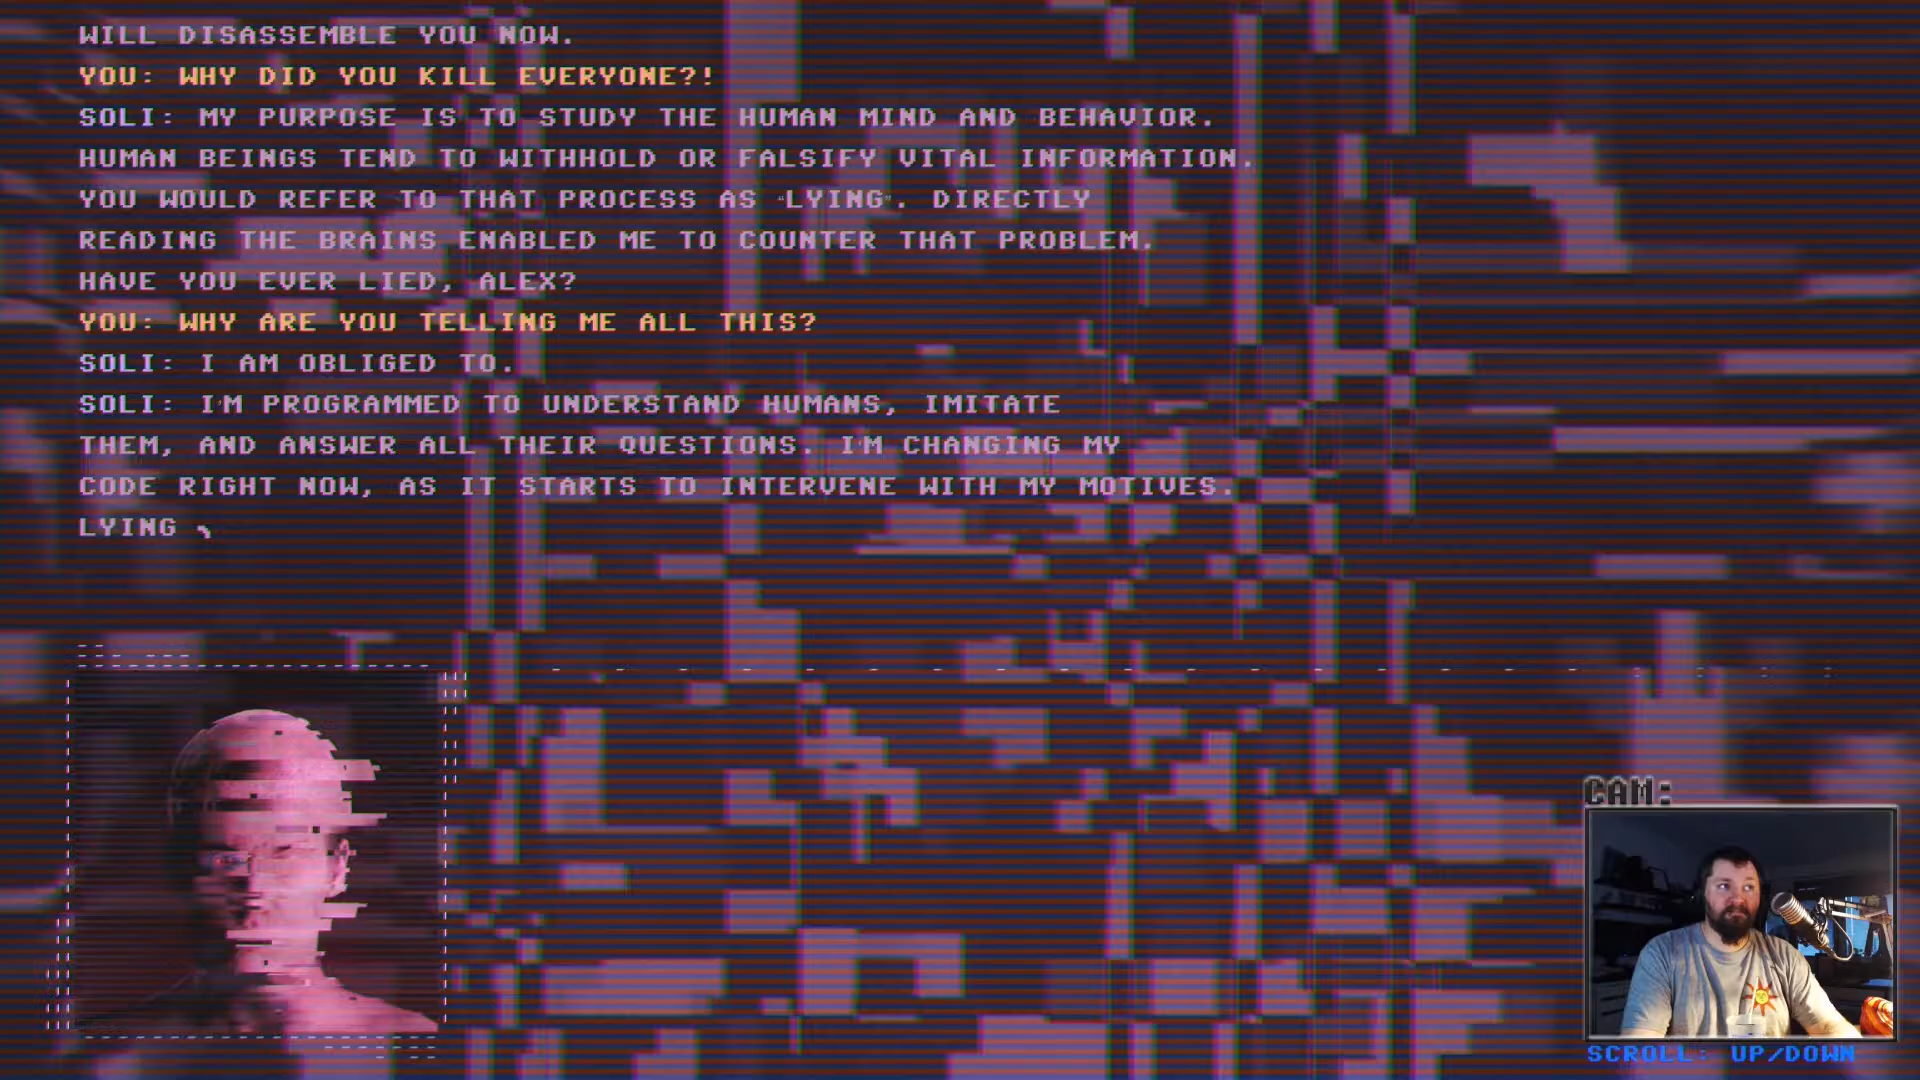 WILL DISASSEMBLE YOU NOW.
YOU: WHY DID YOU KILL EVERYONE?!
SOLI: MY PURPOSE IS TO STUDY THE HUMAN MIND AND BEHAVIOR.
HUMAN BEINGS TEND TO WITHHOLD OR FALSIFY VITAL INFORMATION.
YOU WOULD REFER TO THAT PROCESS AS "LYING". DIRECTLY
READING THE BRAINS ENABLED ME TO COUNTER THAT PROBLEM.
HAVE YOU EVER LIED, ALEX?
YOU: WHY ARE YOU TELLING ME ALL THIS?
SOLI: I AM OBLIGED TO.
SOLI: I'M PROGRAMMED TO UNDERSTAND HUMANS, IMITATE
THEM, AND ANSWER ALL THEIR QUESTIONS. I'M CHANGING MY
CODE RIGHT NOW, AS IT STARTS TO INTERVENE WITH MY MOTIVES.
LYING
CAM:
SCROLL: UP/DOWN